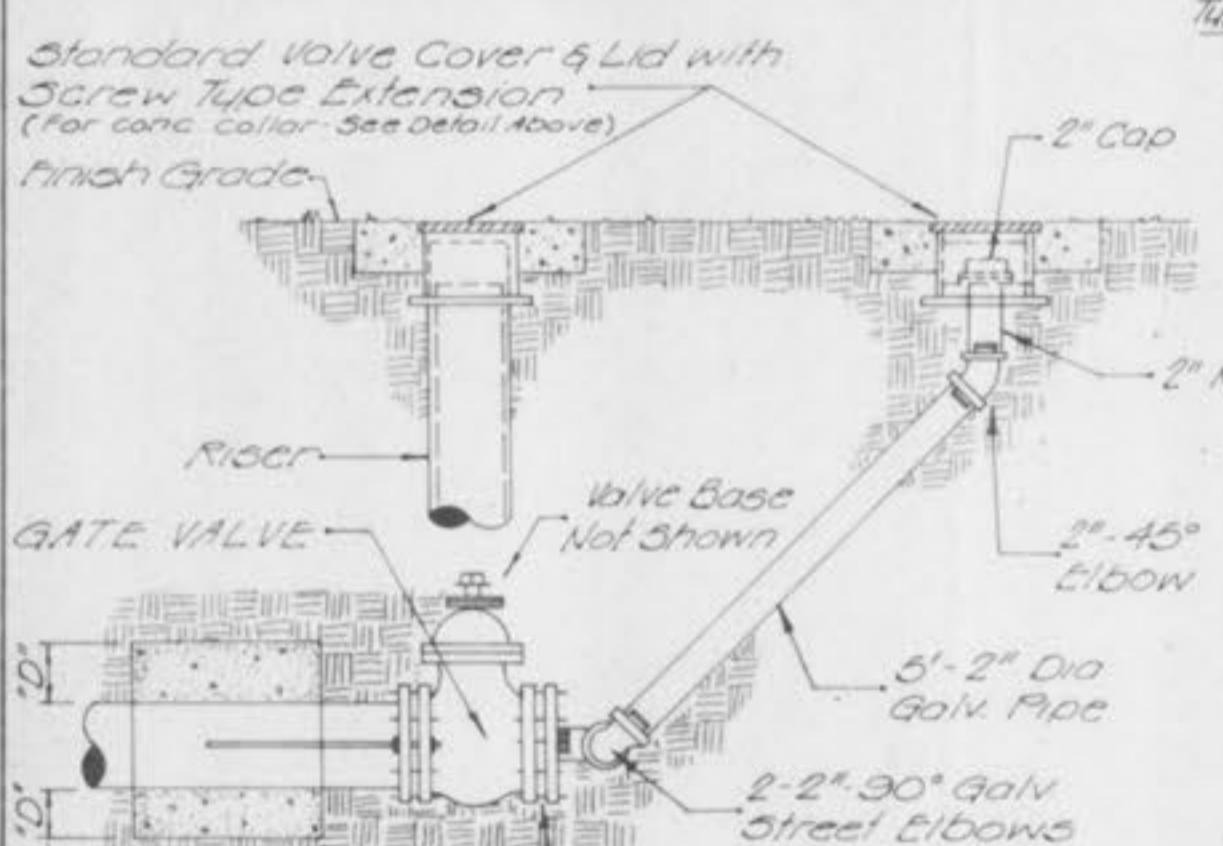 Standard Valve Cover & Lid with
Screw Type Extension
(For conc. collar - See Detail Above)
Finish Grade
2" Cap
2"
Riser
Valve Base
Not Shown
GATE VALVE
2"-45°
Elbow
5'-2" Dia
Galv. Pipe
2-2"-90° Galv.
Street Elbows
"D"
"D"